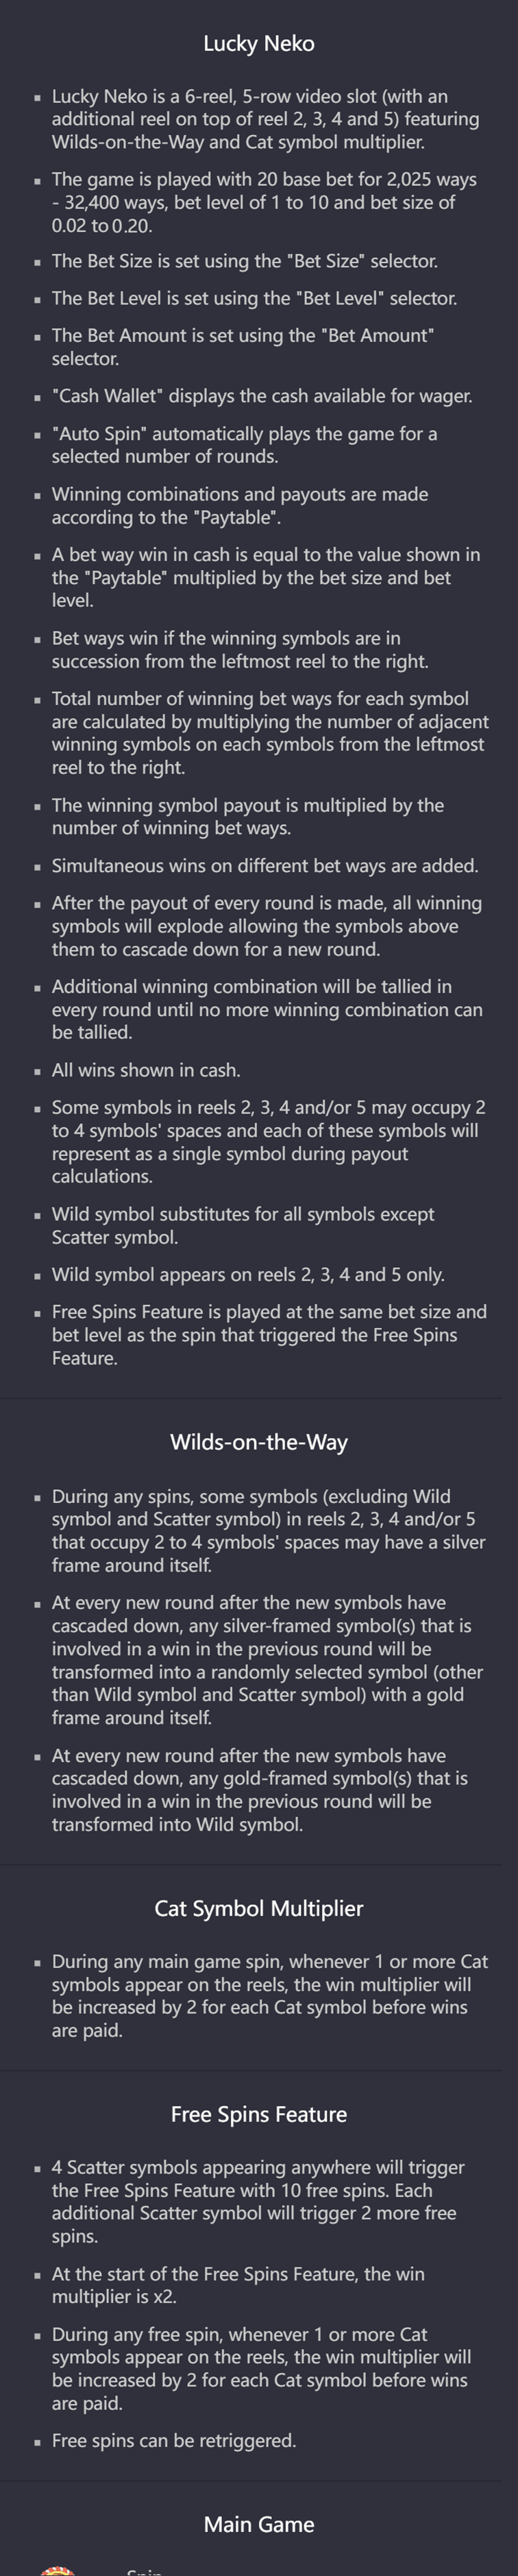 Lucky Neko
▪ Lucky Neko is a 6-reel, 5-row video slot (with an
additional reel on top of reel 2, 3, 4 and 5) featuring
Wilds-on-the-Way and Cat symbol multiplier.
▪ The game is played with 20 base bet for 2,025 ways
- 32,400 ways, bet level of 1 to 10 and bet size of
0.02 to 0.20.
▪ The Bet Size is set using the "Bet Size" selector.
▪ The Bet Level is set using the "Bet Level" selector.
▪ The Bet Amount is set using the "Bet Amount"
selector.
▪ "Cash Wallet" displays the cash available for wager.
▪ "Auto Spin" automatically plays the game for a
selected number of rounds.
▪ Winning combinations and payouts are made
according to the "Paytable".
▪ A bet way win in cash is equal to the value shown in
the "Paytable" multiplied by the bet size and bet
level.
▪ Bet ways win if the winning symbols are in
succession from the leftmost reel to the right.
▪ Total number of winning bet ways for each symbol
are calculated by multiplying the number of adjacent
winning symbols on each symbols from the leftmost
reel to the right.
▪ The winning symbol payout is multiplied by the
number of winning bet ways.
▪ Simultaneous wins on different bet ways are added.
▪ After the payout of every round is made, all winning
symbols will explode allowing the symbols above
them to cascade down for a new round.
▪ Additional winning combination will be tallied in
every round until no more winning combination can
be tallied.
▪ All wins shown in cash.
▪ Some symbols in reels 2, 3, 4 and/or 5 may occupy 2
to 4 symbols' spaces and each of these symbols will
represent as a single symbol during payout
calculations.
▪ Wild symbol substitutes for all symbols except
Scatter symbol.
▪ Wild symbol appears on reels 2, 3, 4 and 5 only.
▪ Free Spins Feature is played at the same bet size and
bet level as the spin that triggered the Free Spins
Feature.
Wilds-on-the-Way
▪ During any spins, some symbols (excluding Wild
symbol and Scatter symbol) in reels 2, 3, 4 and/or 5
that occupy 2 to 4 symbols' spaces may have a silver
frame around itself.
▪ At every new round after the new symbols have
cascaded down, any silver-framed symbol(s) that is
involved in a win in the previous round will be
transformed into a randomly selected symbol (other
than Wild symbol and Scatter symbol) with a gold
frame around itself.
▪ At every new round after the new symbols have
cascaded down, any gold-framed symbol(s) that is
involved in a win in the previous round will be
transformed into Wild symbol.
Cat Symbol Multiplier
▪ During any main game spin, whenever 1 or more Cat
symbols appear on the reels, the win multiplier will
be increased by 2 for each Cat symbol before wins
are paid.
Free Spins Feature
▪ 4 Scatter symbols appearing anywhere will trigger
the Free Spins Feature with 10 free spins. Each
additional Scatter symbol will trigger 2 more free
spins.
▪ At the start of the Free Spins Feature, the win
multiplier is x2.
▪ During any free spin, whenever 1 or more Cat
symbols appear on the reels, the win multiplier will
be increased by 2 for each Cat symbol before wins
are paid.
▪ Free spins can be retriggered.
Main Game